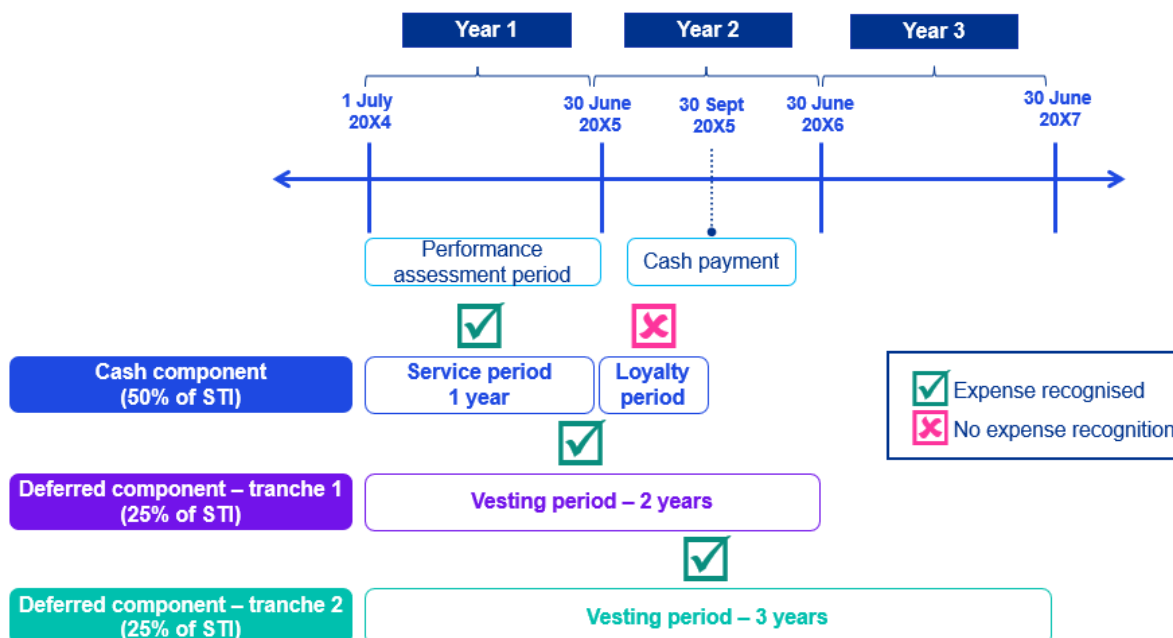 Year 1
Year 2
Year 3
1 July
20X4
30 June
20X5
30 Sept
20X5
30 June
20X6
30 June
20X7
Performance
assessment period
Cash payment
Cash component
(50% of STI)
Service period
1 year
Loyalty
period
Expense recognised
No expense recognition
Deferred component – tranche 1
(25% of STI)
Vesting period – 2 years
Deferred component – tranche 2
(25% of STI)
Vesting period – 3 years